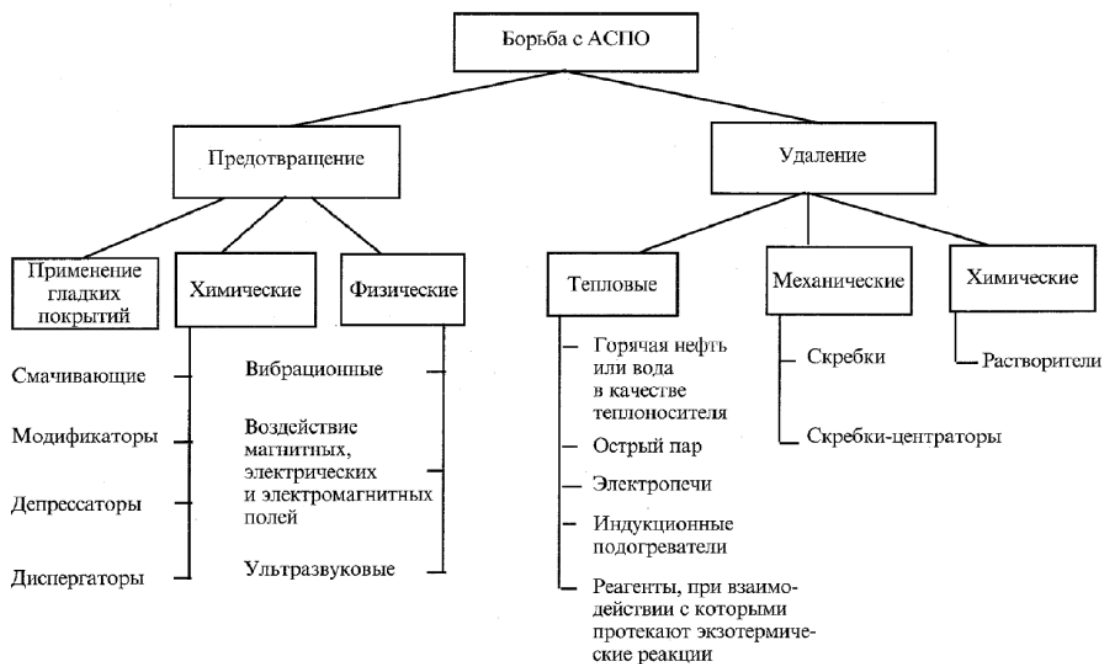 Борьба с АСПО
Предотвращение
Удаление
Применение
гладких
покрытий
Химические
Физические
Тепловые
Механические
Химические
Смачивающие
Модификаторы
Депрессаторы
Диспергаторы
Вибрационные
Воздействие
магнитных,
электрических
и электромагнитных
полей
Ультразвуковые
Горячая нефть
или вода
в качестве
теплоносителя
Острый пар
Электропечи
Индукционные
подогреватели
Реагенты, при взаимо-
действии с которыми
протекают экзотермиче-
ские реакции
Скребки
Скребки-центраторы
Растворители